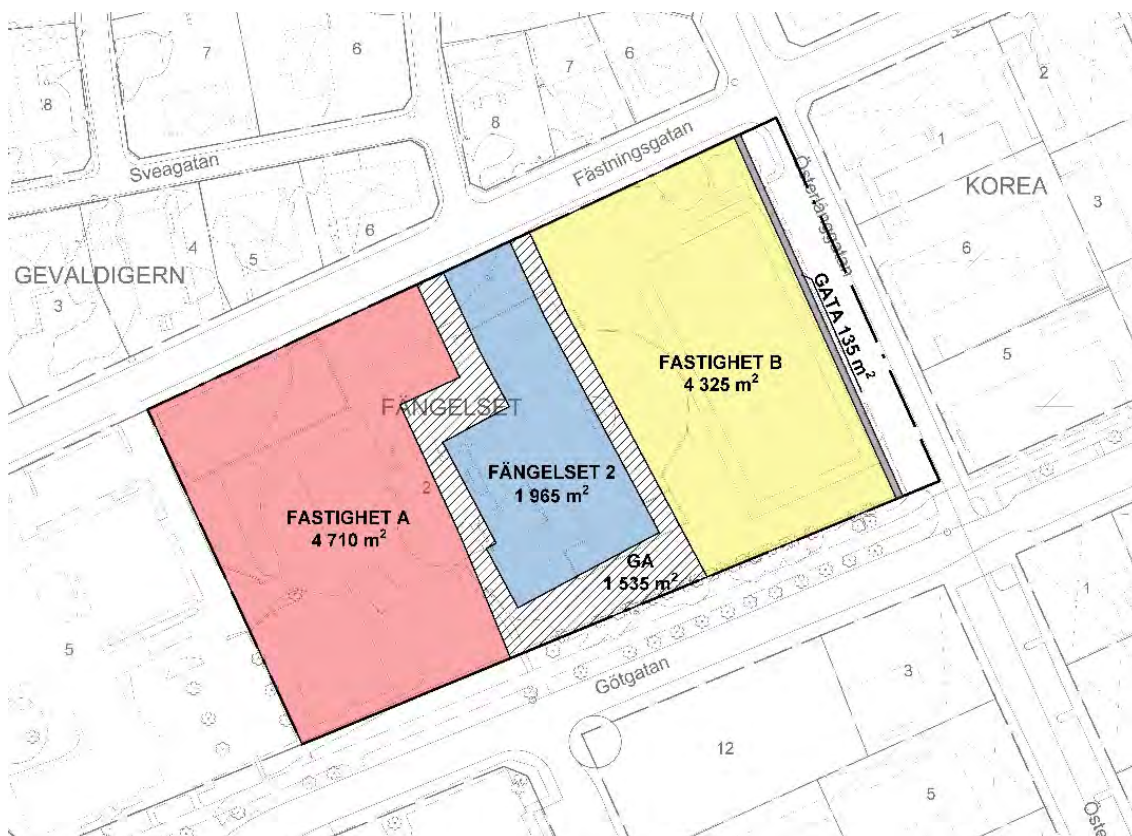 7
6
8
Sveagatan
4
5
6
GEVALDIGERN
3
8
7
6
Fästningsgatan
2
1
KOREA
3
Österlånggatan
6
5
GATA 135 m²
FASTIGHET B
4 325 m²
FÄNGELSET
2
FÄNGELSET 2
1 965 m²
FASTIGHET A
4 710 m²
GA
1 535 m²
5
Götgatan
3
12
5
1
Öste